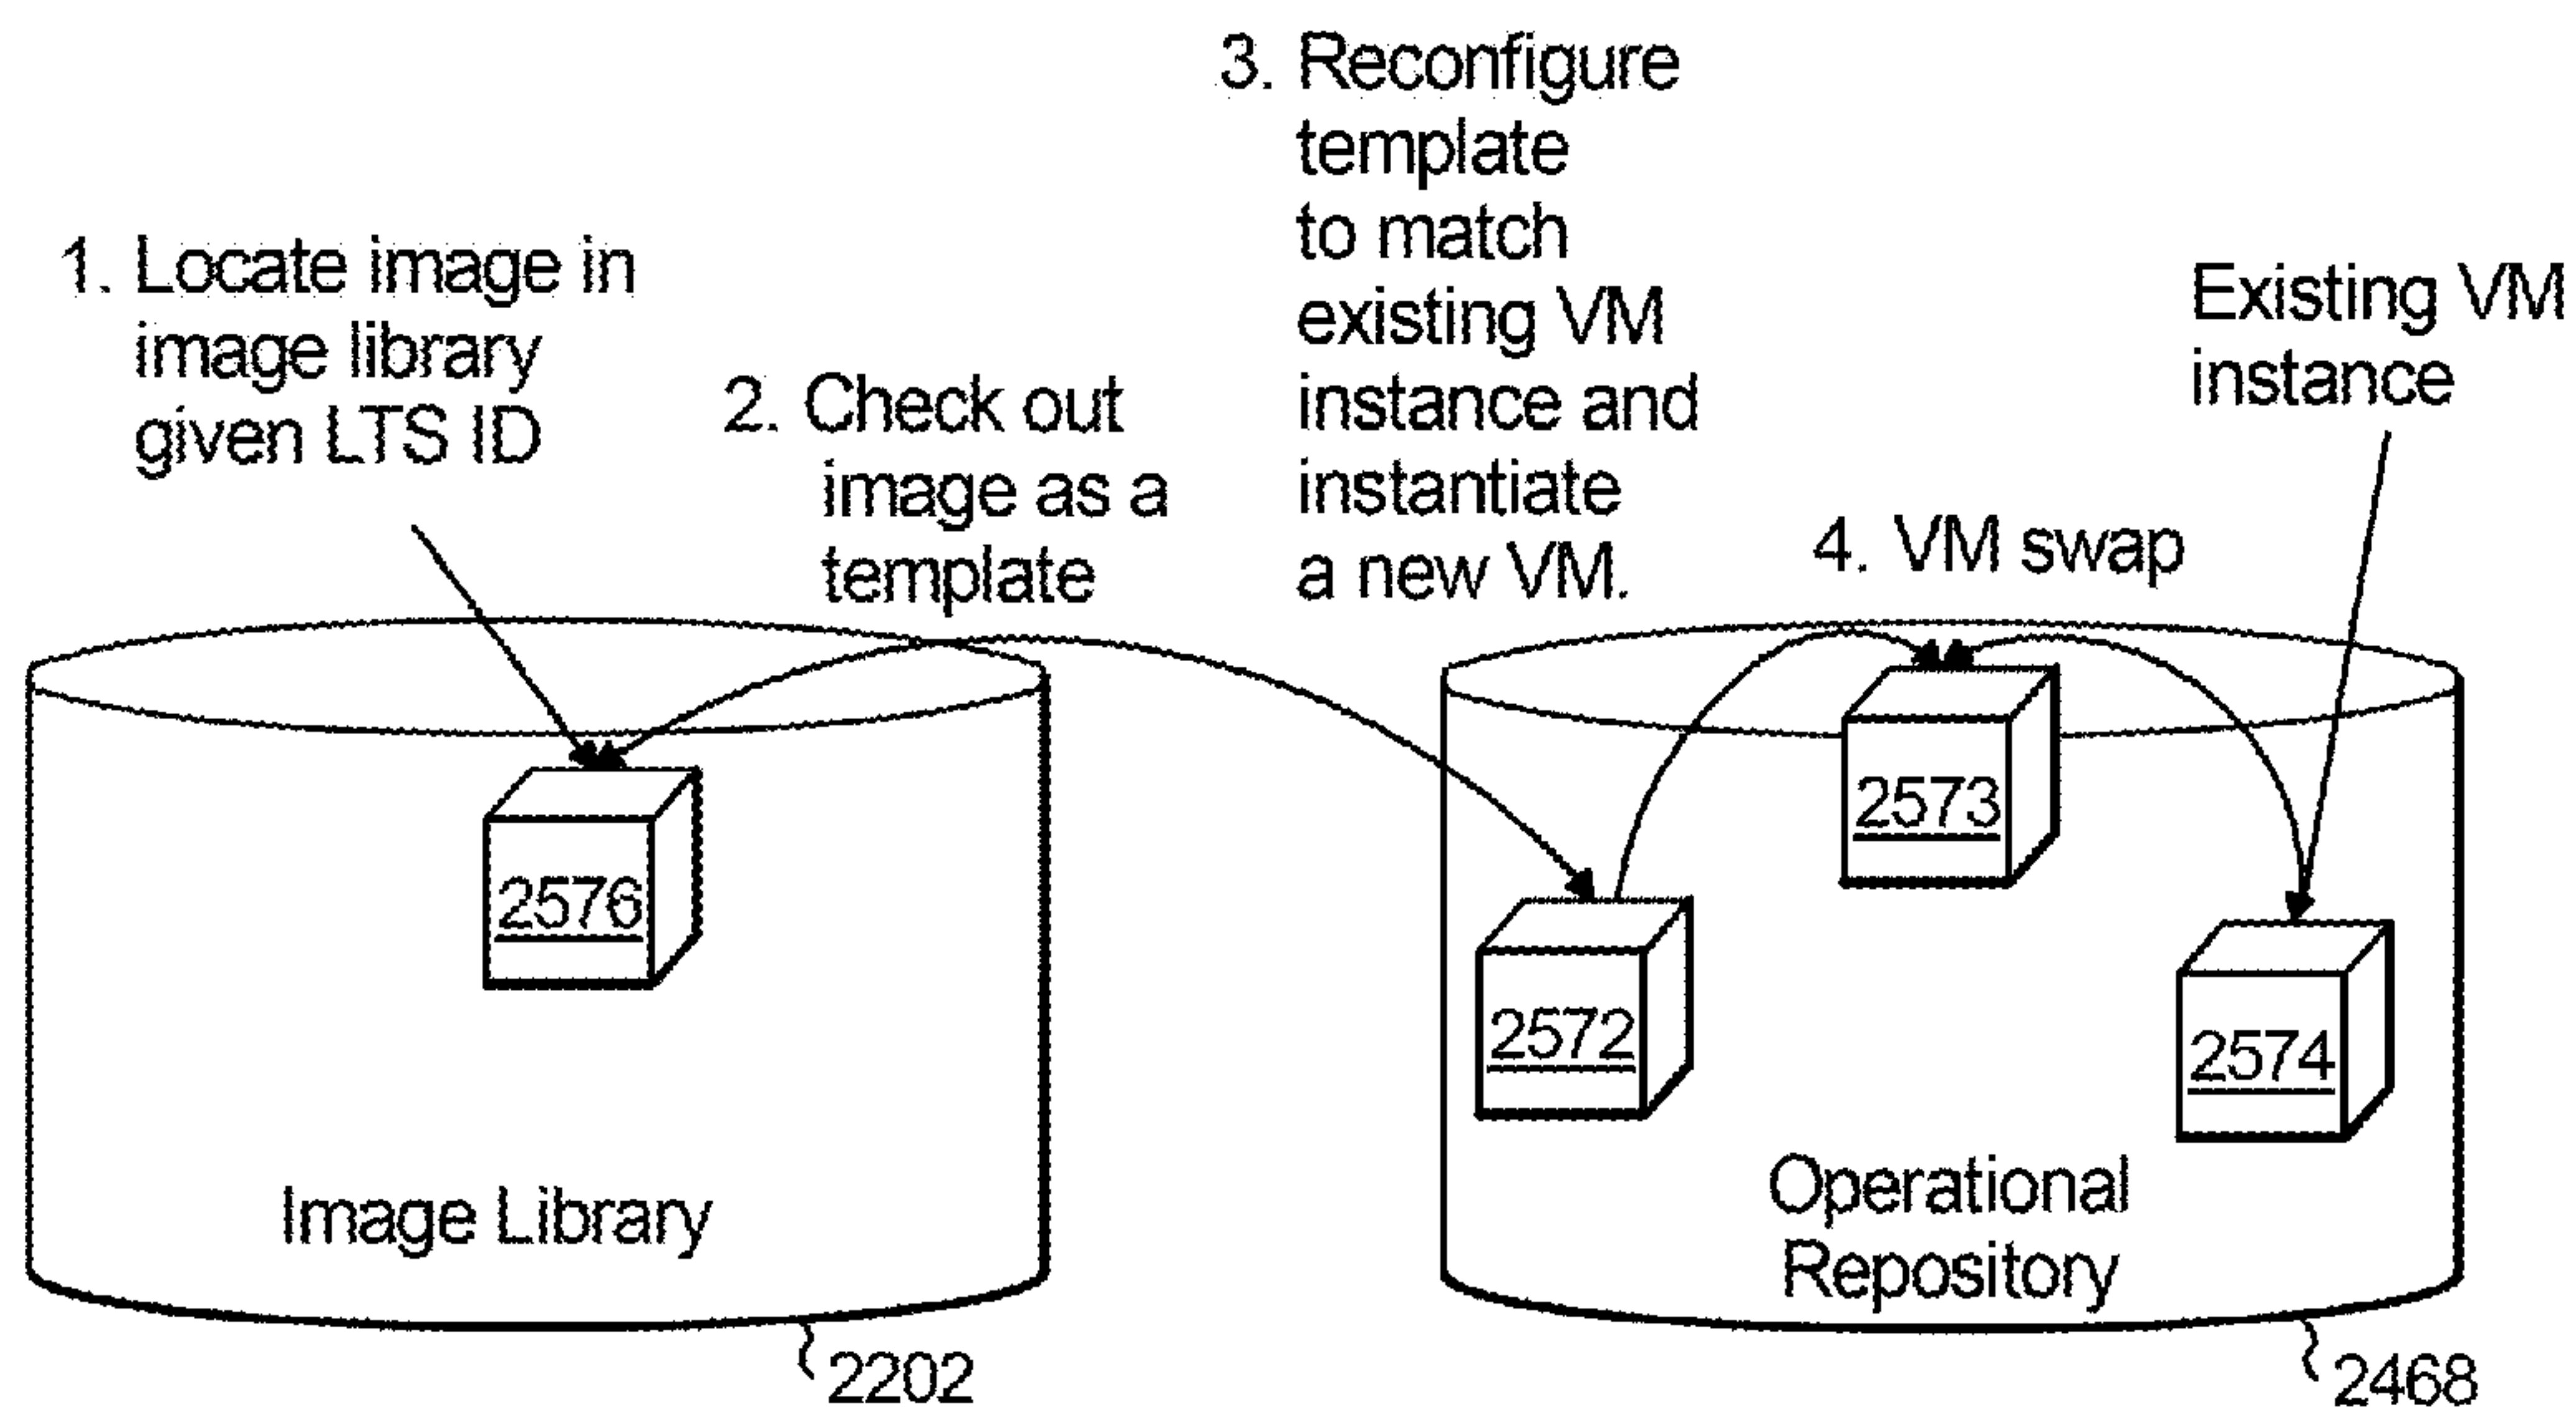 1. Locate image in
image library
given LTS ID
2. Check out
image as a
template
3. Reconfigure
template
to match
existing VM
instance and
instantiate
a new VM.
4. VM swap
Existing VM
instance
2576
2573
2572
2574
Image Library
Operational
Repository
2202
2468